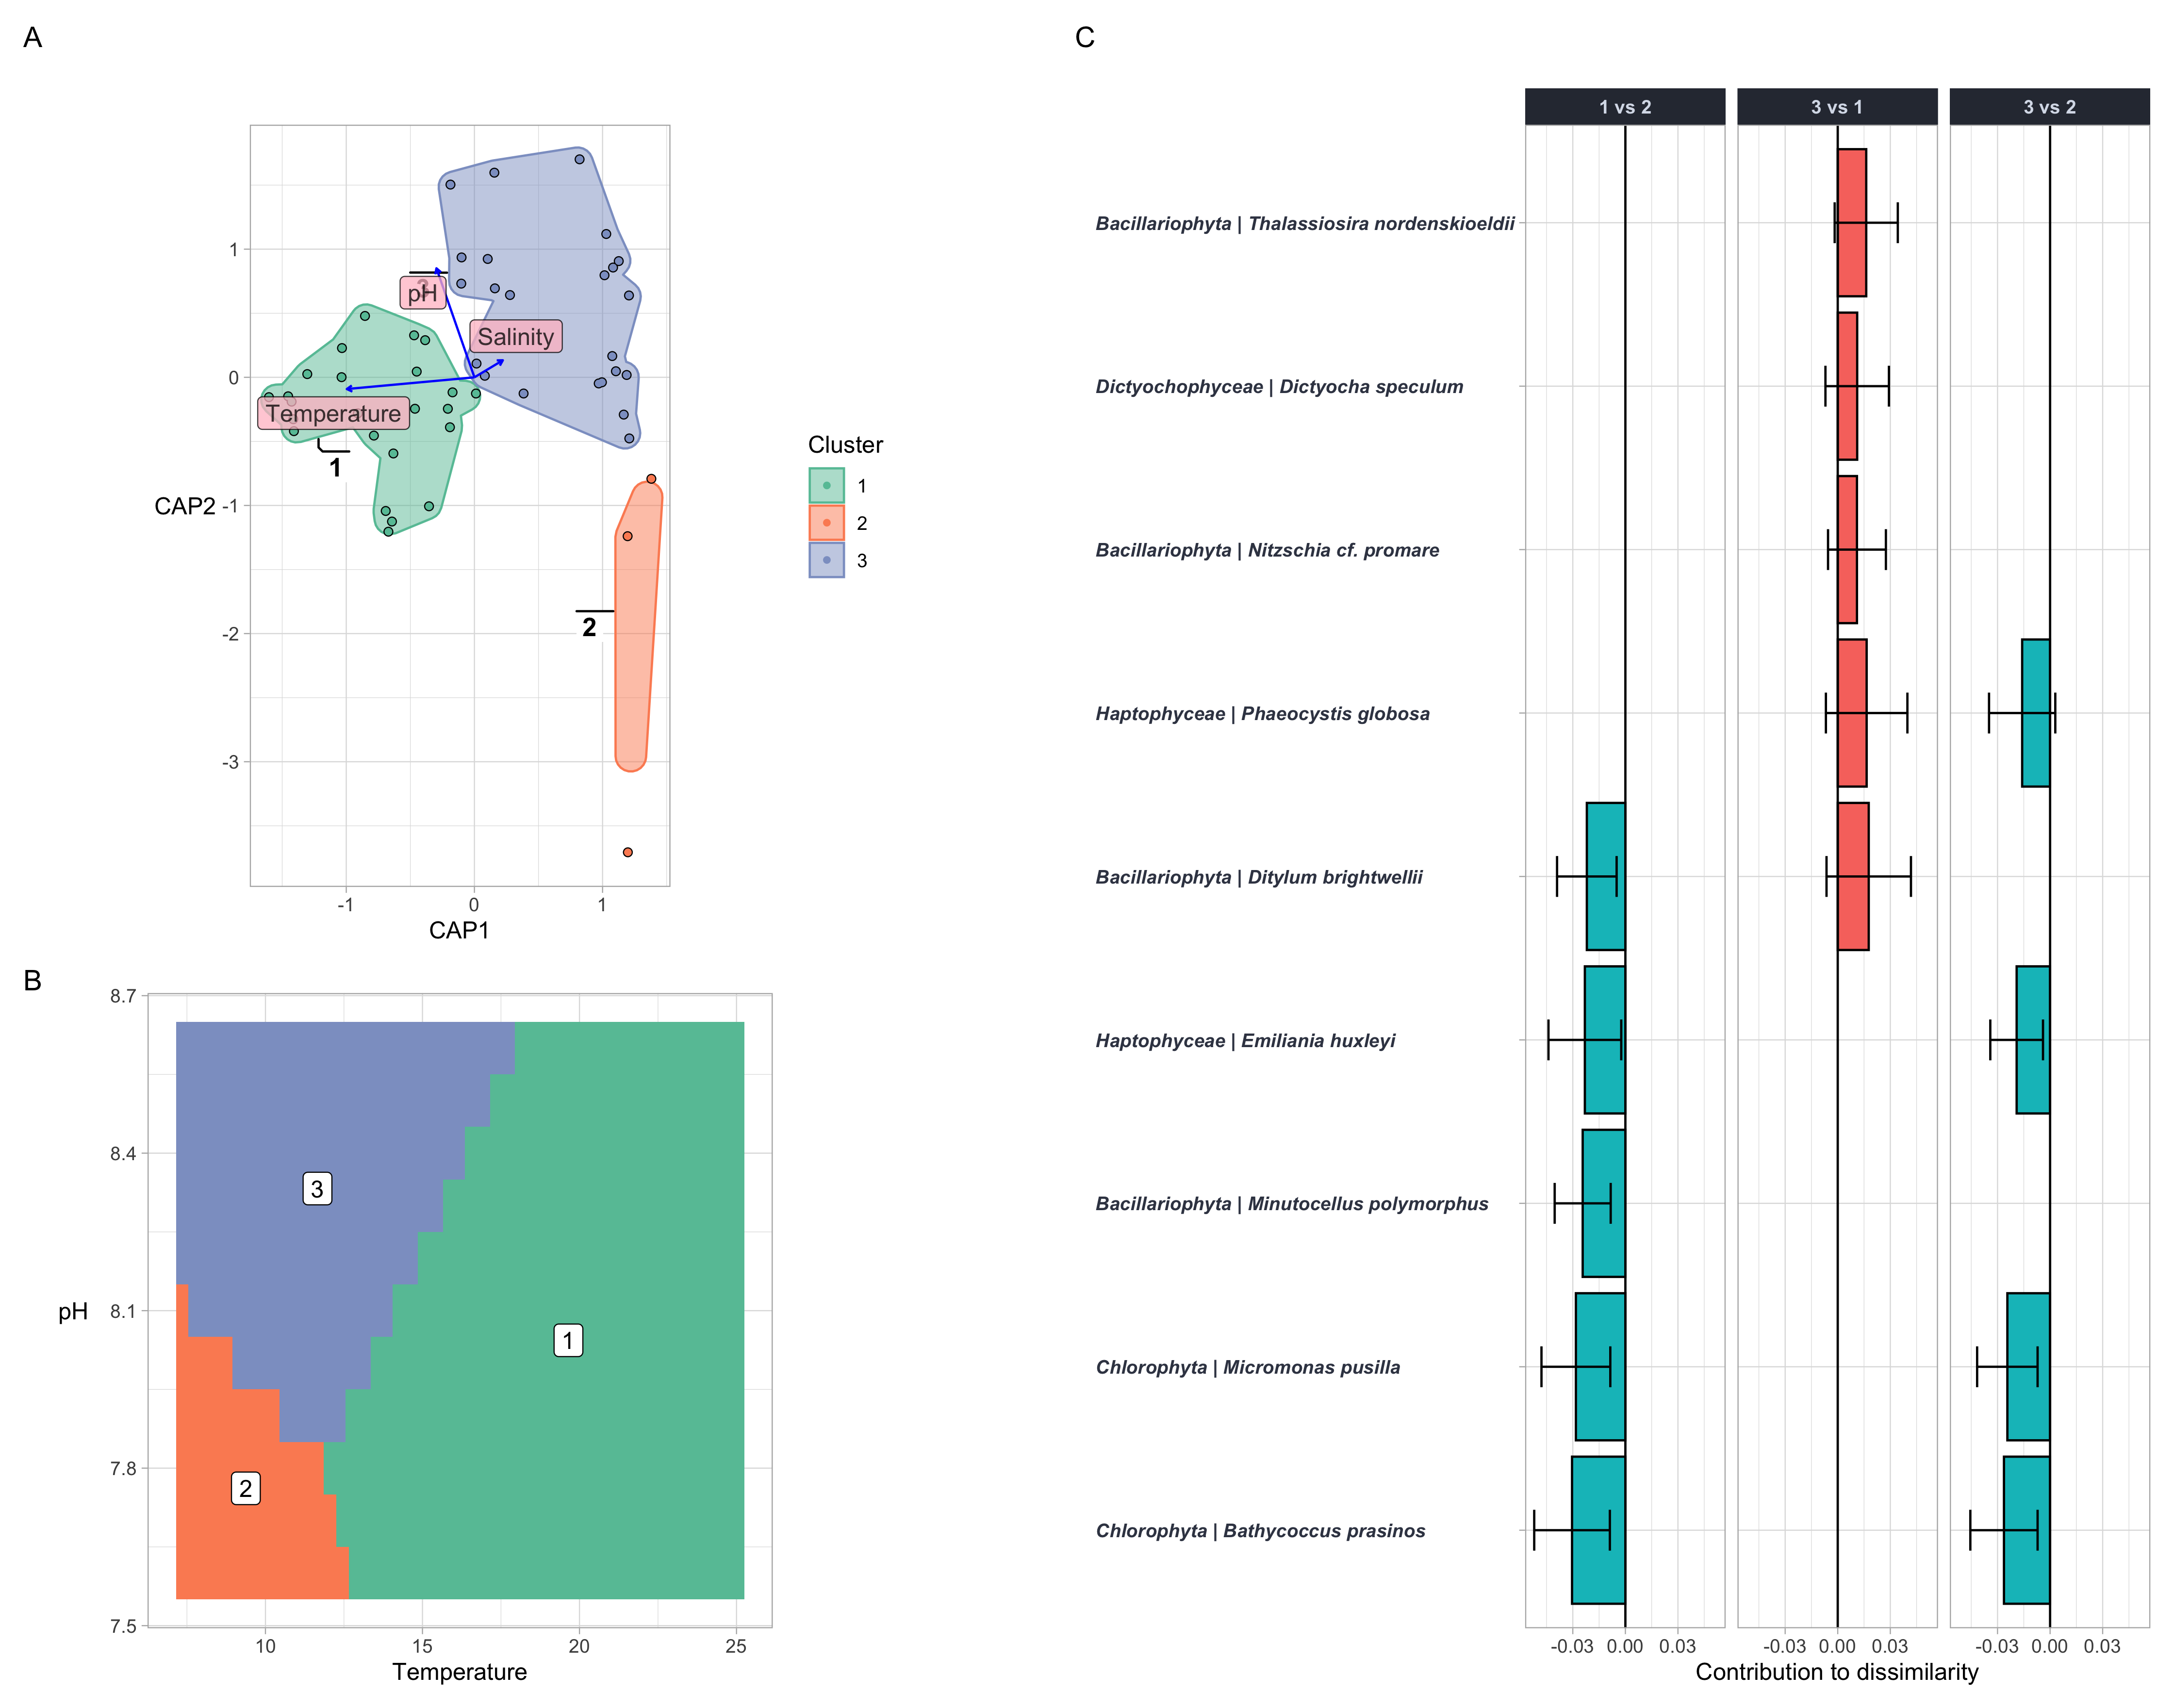 A
1
0
-1
-2
-3
CAP2
pH
Salinity
Temperature
1
2
-1
0
1
CAP1
Cluster
1
2
3
B
8.7
8.4
8.1
7.8
7.5
pH
3
1
2
10
15
20
25
Temperature
C
1 vs 2
3 vs 1
3 vs 2
Bacillariophyta | Thalassiosira nordenskioeldii
Dictyochophyceae | Dictyocha speculum
Bacillariophyta | Nitzschia cf. promare
Haptophyceae | Phaeocystis globosa
Bacillariophyta | Ditylum brightwellii
Haptophyceae | Emiliania huxleyi
Bacillariophyta | Minutocellus polymorphus
Chlorophyta | Micromonas pusilla
Chlorophyta | Bathycoccus prasinos
-0.03 0.00 0.03
-0.03 0.00 0.03
-0.03 0.00 0.03
Contribution to dissimilarity